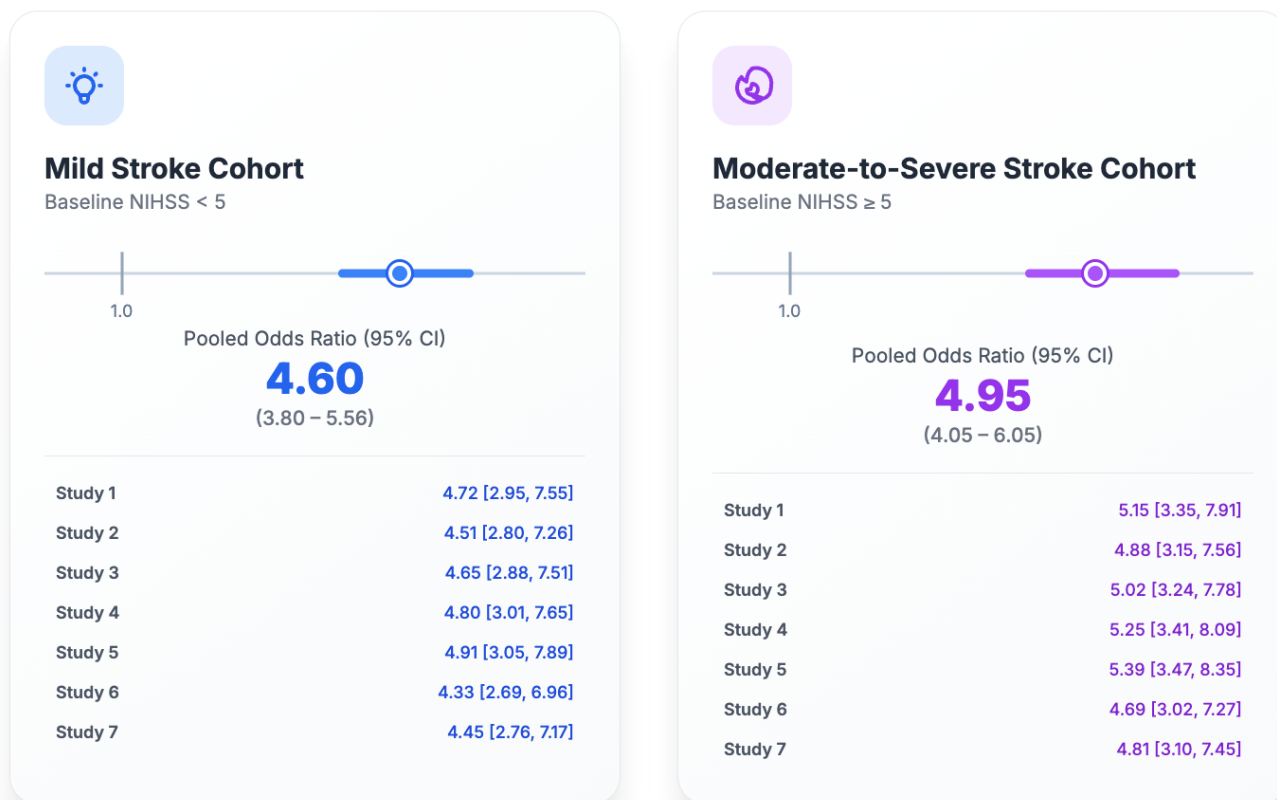 Mild Stroke Cohort
Baseline NIHSS < 5
1.0
Pooled Odds Ratio (95% CI)
4.60
(3.80 – 5.56)
Study 1 4.72 [2.95, 7.55]
Study 2 4.51 [2.80, 7.26]
Study 3 4.65 [2.88, 7.51]
Study 4 4.80 [3.01, 7.65]
Study 5 4.91 [3.05, 7.89]
Study 6 4.33 [2.69, 6.96]
Study 7 4.45 [2.76, 7.17]
Moderate-to-Severe Stroke Cohort
Baseline NIHSS ≥ 5
1.0
Pooled Odds Ratio (95% CI)
4.95
(4.05 – 6.05)
Study 1 5.15 [3.35, 7.91]
Study 2 4.88 [3.15, 7.56]
Study 3 5.02 [3.24, 7.78]
Study 4 5.25 [3.41, 8.09]
Study 5 5.39 [3.47, 8.35]
Study 6 4.69 [3.02, 7.27]
Study 7 4.81 [3.10, 7.45]